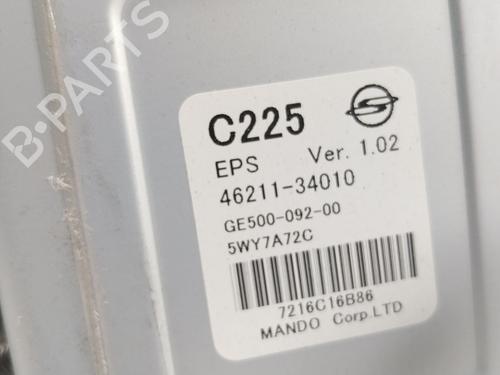 B-PARTS
C225
EPS Ver. 1.02
46211-34010
GE500-092-00
5WY7A72C
7216C16B86
MANDO Corp.LTD